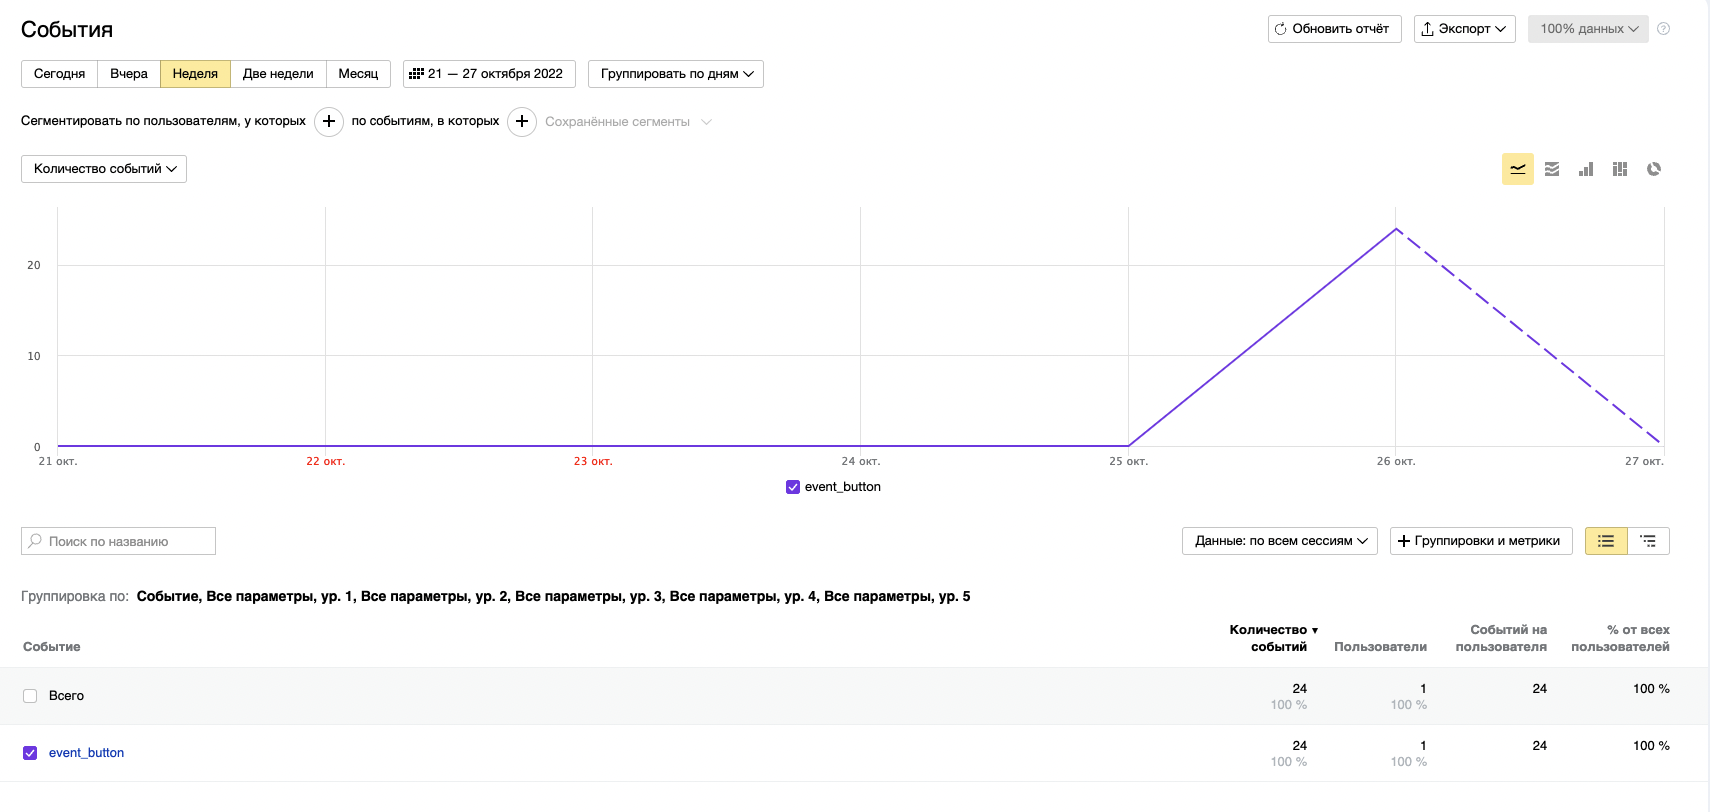 События
Обновить отчёт
Экспорт
100% данных
?
Сегодня
Вчера
Неделя
Две недели
Месяц
21 — 27 октября 2022
Группировать по дням
Сегментировать по пользователям, у которых + по событиям, в которых + Сохранённые сегменты
Количество событий
20
10
0
21 окт.
22 окт.
23 окт.
24 окт.
25 окт.
26 окт.
27 окт.
event_button
Поиск по названию
Данные: по всем сессиям
+ Группировки и метрики
Группировка по: Событие, Все параметры, ур. 1, Все параметры, ур. 2, Все параметры, ур. 3, Все параметры, ур. 4, Все параметры, ур. 5
Событие
Количество ▼
событий
Пользователи
Событий на
пользователя
% от всех
пользователей
Всего
24
100 %
1
100 %
24
100 %
event_button
24
100 %
1
100 %
24
100 %